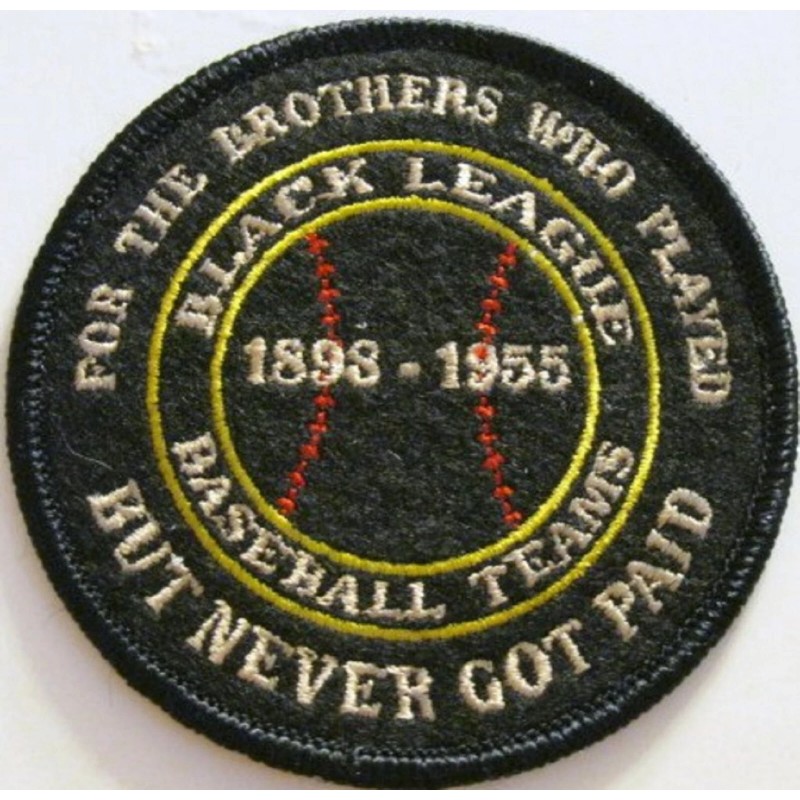 FOR THE BROTHERS WHO PLAYED
BLACK LEAGUE
1898 - 1955
BASEBALL TEAMS
BUT NEVER GOT PAID